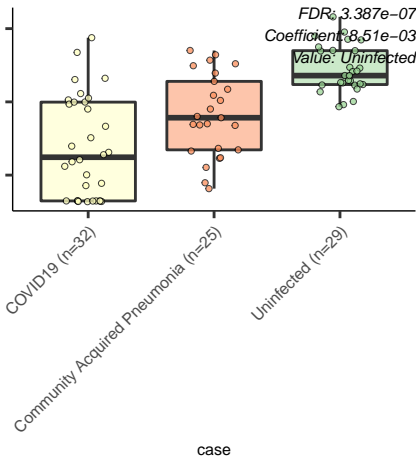 FDR: 3.387e−07
Coefficient: 8.51e−03
Value: Uninfected
COVID19 (n=32)
Community Acquired Pneumonia (n=25)
Uninfected (n=29)
case